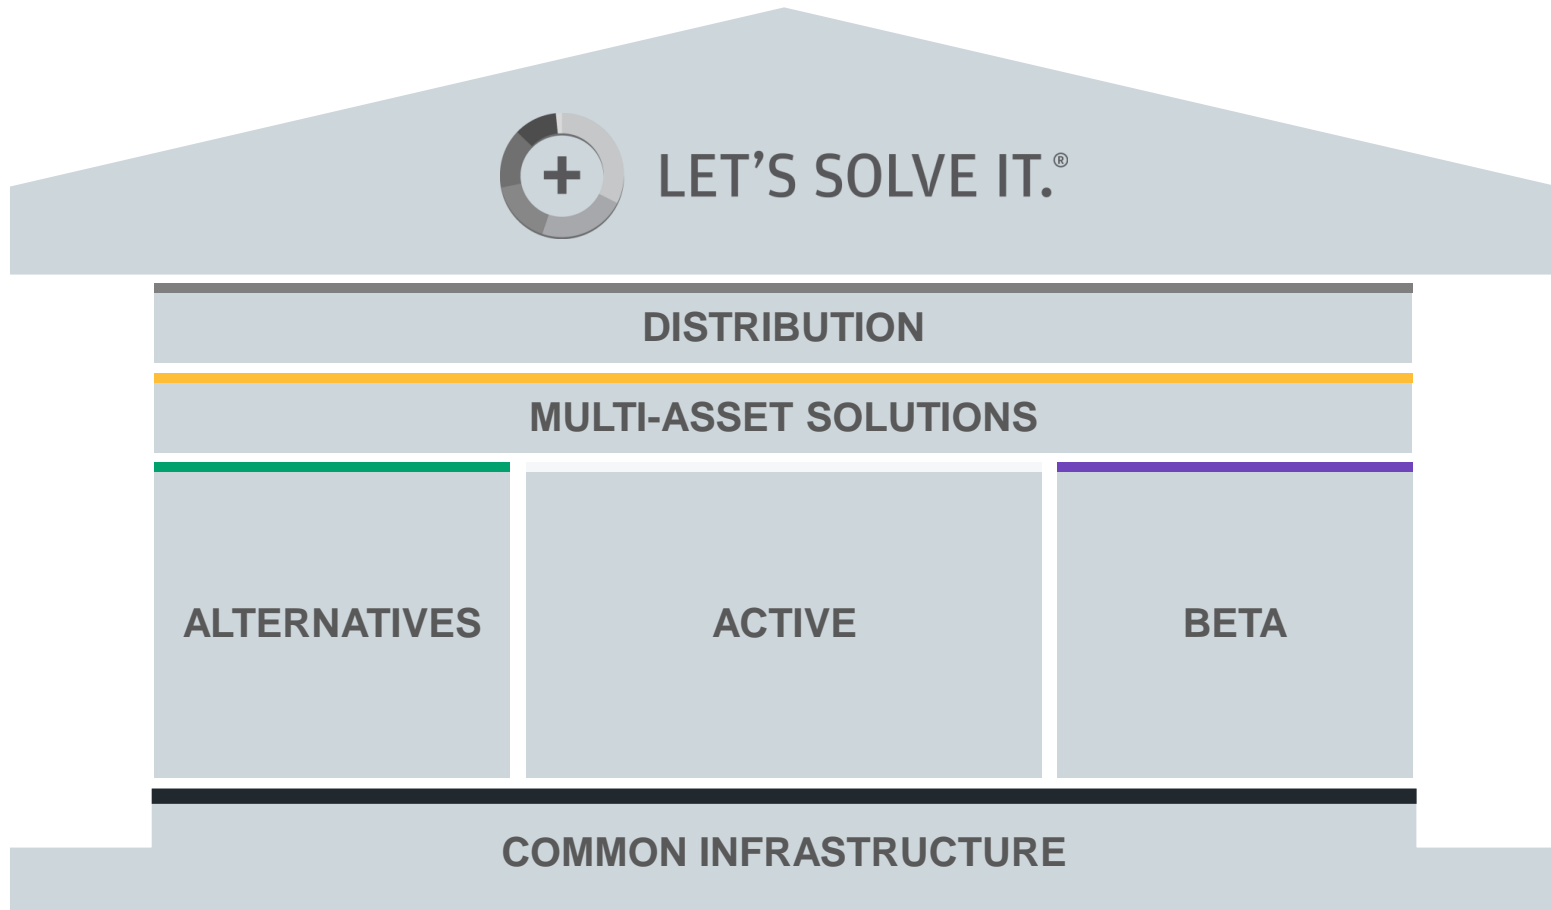 LET’S SOLVE IT.®
DISTRIBUTION
MULTI-ASSET SOLUTIONS
ALTERNATIVES
ACTIVE
BETA
COMMON INFRASTRUCTURE